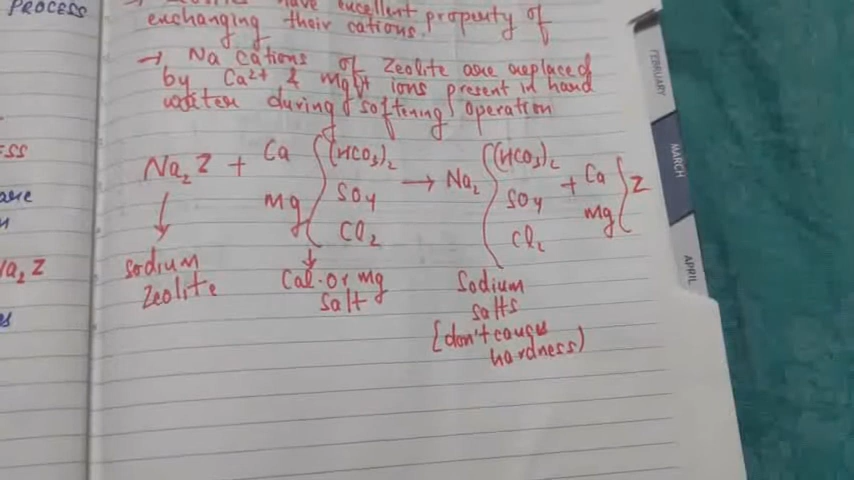 PROCESS
have excellent property of
exchanging their cations.
→ Na cations of Zeolite are replaced
by Ca2+ & mg2+ ions present in hard
water during softening operation
Na2Z + Ca mg { (HCO3)2 SO4 Cl2 → Na2 { (HCO3)2 SO4 Cl2 + Ca mg } Z
sodium
zeolite
Cal. or mg
salt
Sodium
salts
[don't cause
hardness)
are
Na2Z
FEBRUARY
MARCH
APRIL